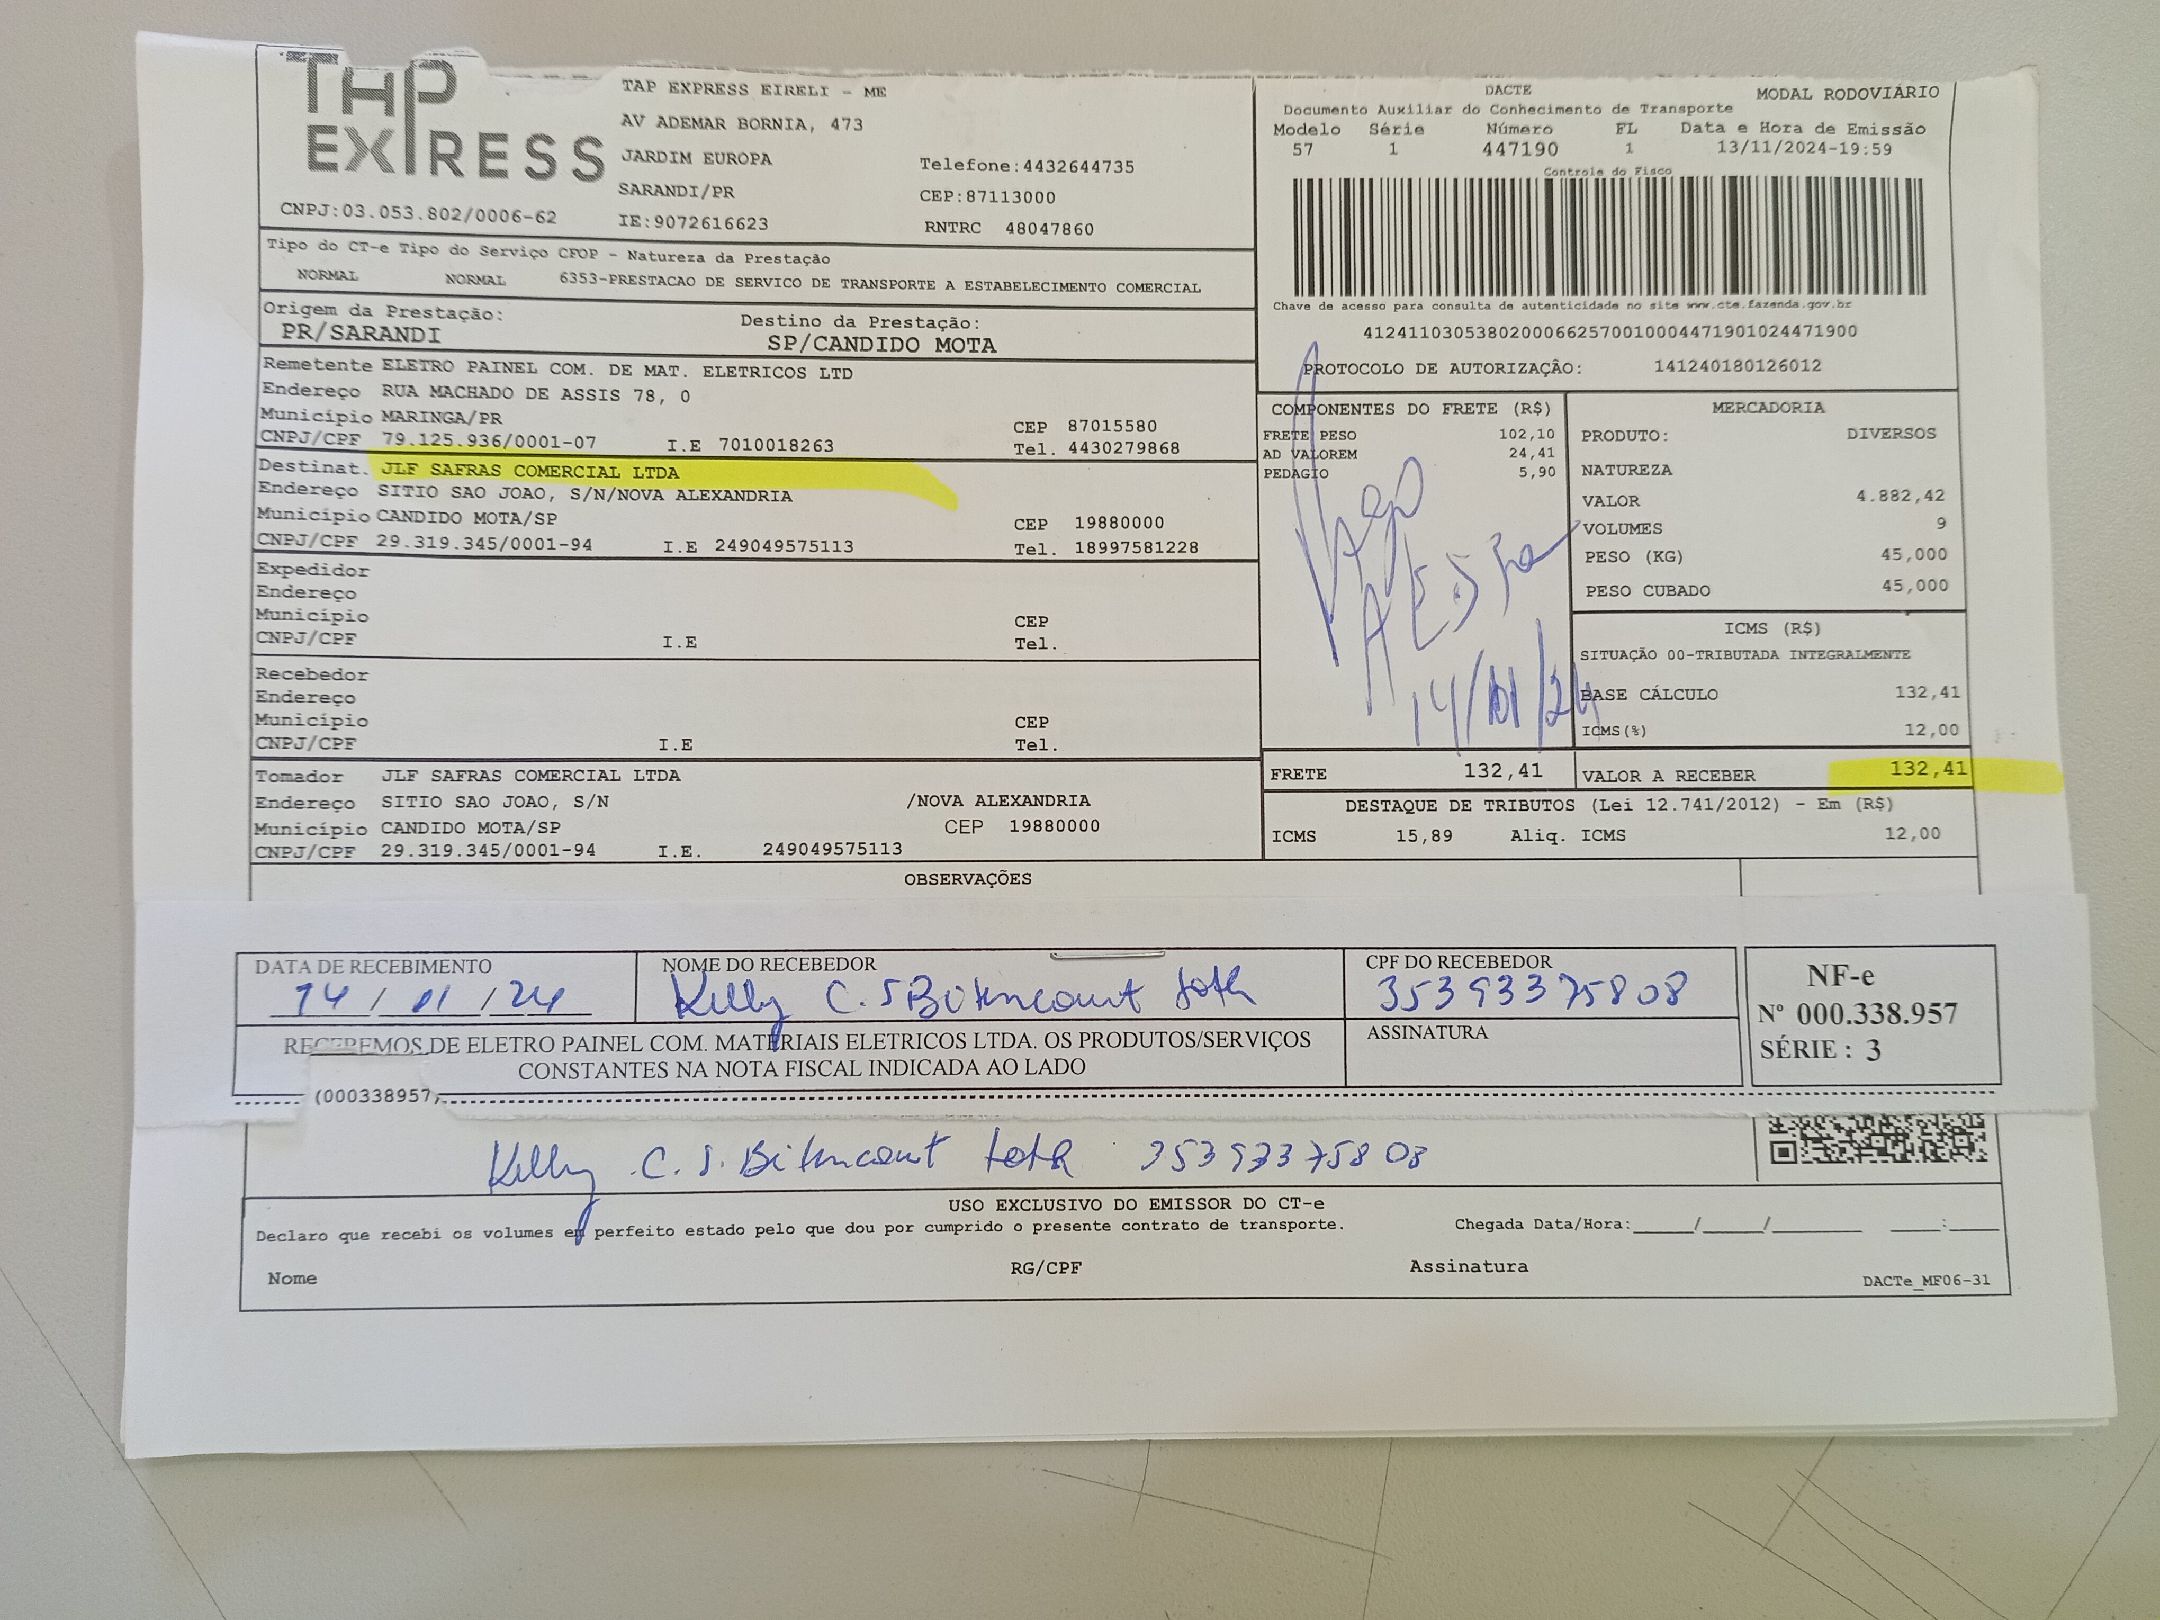 TAP EXPRESS
TAP EXPRESS EIRELI - ME
AV ADEMAR BORNIA, 473
JARDIM EUROPA
Telefone:4432644735
SARANDI/PR
CEP:87113000
CNPJ:03.053.802/0006-62
IE:9072616623
RNTRC 48047860
Tipo do CT-e Tipo do Serviço CFOP - Natureza da Prestação
NORMAL NORMAL 6353-PRESTACAO DE SERVICO DE TRANSPORTE A ESTABELECIMENTO COMERCIAL
Origem da Prestação: Destino da Prestação:
PR/SARANDI SP/CANDIDO MOTA
Remetente ELETRO PAINEL COM. DE MAT. ELETRICOS LTD
Endereço RUA MACHADO DE ASSIS 78, 0
Município MARINGA/PR CEP 87015580
CNPJ/CPF 79.125.936/0001-07 I.E 7010018263 Tel. 4430279868
Destinat. JLF SAFRAS COMERCIAL LTDA
Endereço SITIO SAO JOAO, S/N/NOVA ALEXANDRIA
Município CANDIDO MOTA/SP CEP 19880000
CNPJ/CPF 29.319.345/0001-94 I.E 249049575113 Tel. 18997581228
Expedidor
Endereço
Município CEP
CNPJ/CPF I.E Tel.
Recebedor
Endereço
Município CEP
CNPJ/CPF I.E Tel.
Tomador JLF SAFRAS COMERCIAL LTDA
Endereço SITIO SAO JOAO, S/N /NOVA ALEXANDRIA
Município CANDIDO MOTA/SP CEP 19880000
CNPJ/CPF 29.319.345/0001-94 I.E. 249049575113
DACTE MODAL RODOVIÁRIO
Documento Auxiliar do Conhecimento de Transporte
Modelo Série Número FL Data e Hora de Emissão
57 1 447190 1 13/11/2024-19:59
Controle do Fisco
Chave de acesso para consulta de autenticidade no site www.cte.fazenda.gov.br
41241103053802000662570010004471901024471900
PROTOCOLO DE AUTORIZAÇÃO: 141240180126012
COMPONENTES DO FRETE (R$)
FRETE PESO 102,10
AD VALOREM 24,41
PEDAGIO 5,90
14/11/24
MERCADORIA
PRODUTO: DIVERSOS
NATUREZA
VALOR 4.882,42
VOLUMES 9
PESO (KG) 45,000
PESO CUBADO 45,000
ICMS (R$)
SITUAÇÃO 00-TRIBUTADA INTEGRALMENTE
BASE CÁLCULO 132,41
ICMS(%) 12,00
FRETE 132,41 VALOR A RECEBER 132,41
DESTAQUE DE TRIBUTOS (Lei 12.741/2012) - Em (R$)
ICMS 15,89 Aliq. ICMS 12,00
OBSERVAÇÕES
DATA DE RECEBIMENTO NOME DO RECEBEDOR CPF DO RECEBEDOR
14/11/24 Kelly C. S Bitencourt toth 35393375808
RECEBEMOS DE ELETRO PAINEL COM. MATERIAIS ELETRICOS LTDA. OS PRODUTOS/SERVIÇOS
CONSTANTES NA NOTA FISCAL INDICADA AO LADO
ASSINATURA
NF-e
Nº 000.338.957
SÉRIE : 3
(000338957,
Kelly C. S. Bitencourt toth 35393375808
USO EXCLUSIVO DO EMISSOR DO CT-e
Declaro que recebi os volumes em perfeito estado pelo que dou por cumprido o presente contrato de transporte. Chegada Data/Hora:____/____/______ ____:____
Nome RG/CPF Assinatura
DACTe_MF06-31